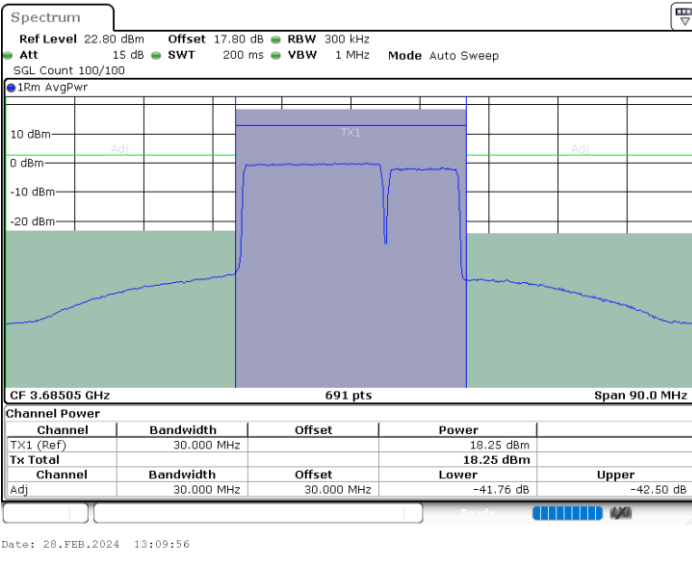 Spectrum
Ref Level 22.80 dBm Offset 17.80 dB RBW 300 kHz
Att 15 dB SWT 200 ms VBW 1 MHz Mode Auto Sweep
SGL Count 100/100
1Rm AvgPwr
10 dBm
TX1
Adj Adj
0 dBm
-10 dBm
-20 dBm
CF 3.68505 GHz 691 pts Span 90.0 MHz
Channel Power
Channel Bandwidth Offset Power
TX1 (Ref) 30.000 MHz 18.25 dBm
Tx Total 18.25 dBm
Channel Bandwidth Offset Lower Upper
Adj 30.000 MHz 30.000 MHz -41.76 dB -42.50 dB
Ready
Date: 28.FEB.2024 13:09:56